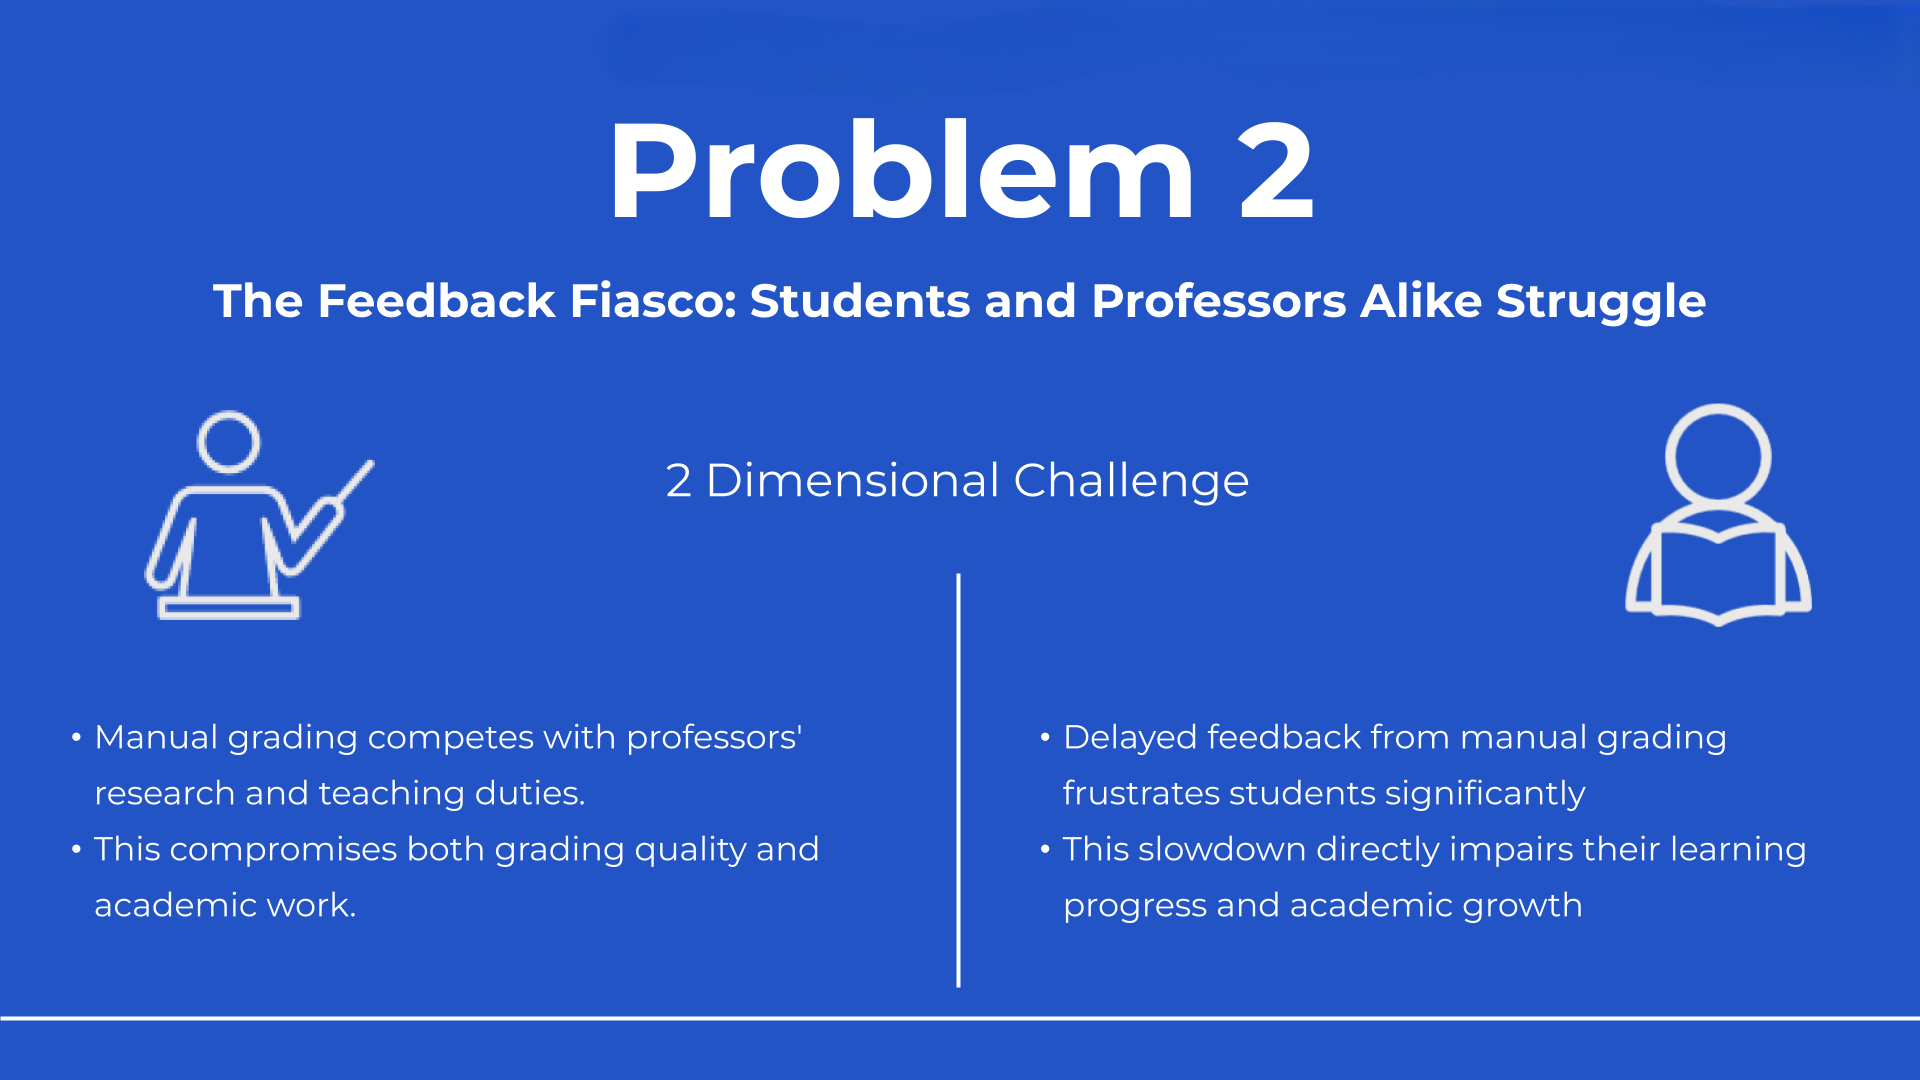 Problem 2
The Feedback Fiasco: Students and Professors Alike Struggle
2 Dimensional Challenge
• Manual grading competes with professors'
research and teaching duties.
• This compromises both grading quality and
academic work.
• Delayed feedback from manual grading
frustrates students significantly
• This slowdown directly impairs their learning
progress and academic growth